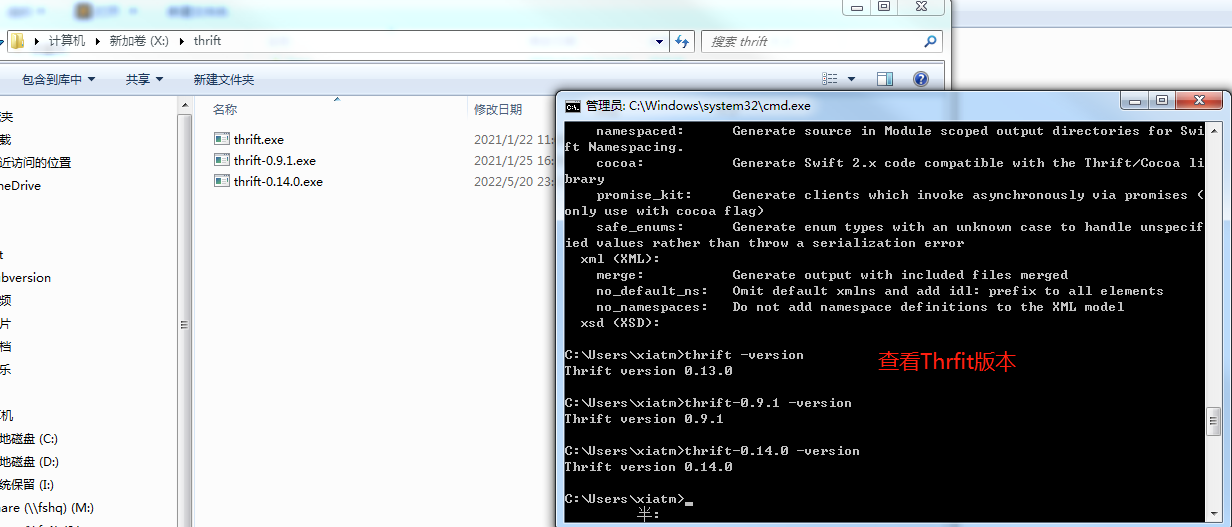 计算机 ▸ 新加卷 (X:) ▸ thrift
搜索 thrift
包含到库中 共享 新建文件夹
名称 修改日期
thrift.exe 2021/1/22 11:
thrift-0.9.1.exe 2021/1/25 16:
thrift-0.14.0.exe 2022/5/20 23:
夹
载
近访问的位置
neDrive
t
bversion
频
片
档
乐
机
地磁盘 (C:)
地磁盘 (D:)
统保留 (I:)
are (\\fshq) (M:)
管理员: C:\Windows\system32\cmd.exe
namespaced: Generate source in Module scoped output directories for Swi
ft Namespacing.
cocoa: Generate Swift 2.x code compatible with the Thrift/Cocoa li
brary
promise_kit: Generate clients which invoke asynchronously via promises (
only use with cocoa flag)
safe_enums: Generate enum types with an unknown case to handle unspecif
ied values rather than throw a serialization error
xml (XML):
merge: Generate output with included files merged
no_default_ns: Omit default xmlns and add idl: prefix to all elements
no_namespaces: Do not add namespace definitions to the XML model
xsd (XSD):
C:\Users\xiatm>thrift -version
Thrift version 0.13.0
查看Thrfit版本
C:\Users\xiatm>thrift-0.9.1 -version
Thrift version 0.9.1
C:\Users\xiatm>thrift-0.14.0 -version
Thrift version 0.14.0
C:\Users\xiatm>_
半: